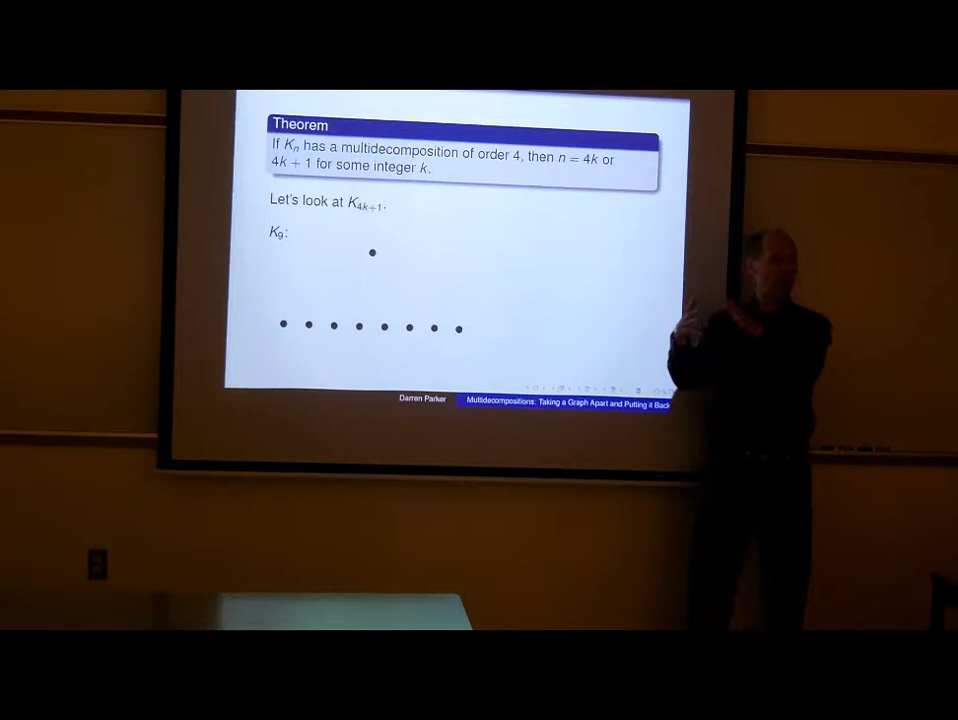 Theorem
If Kₙ has a multidecomposition of order 4, then n = 4k or
4k + 1 for some integer k.
Let's look at K₄ₖ₊₁.
K₉:
Darren Parker Multidecompositions: Taking a Graph Apart and Putting it Back